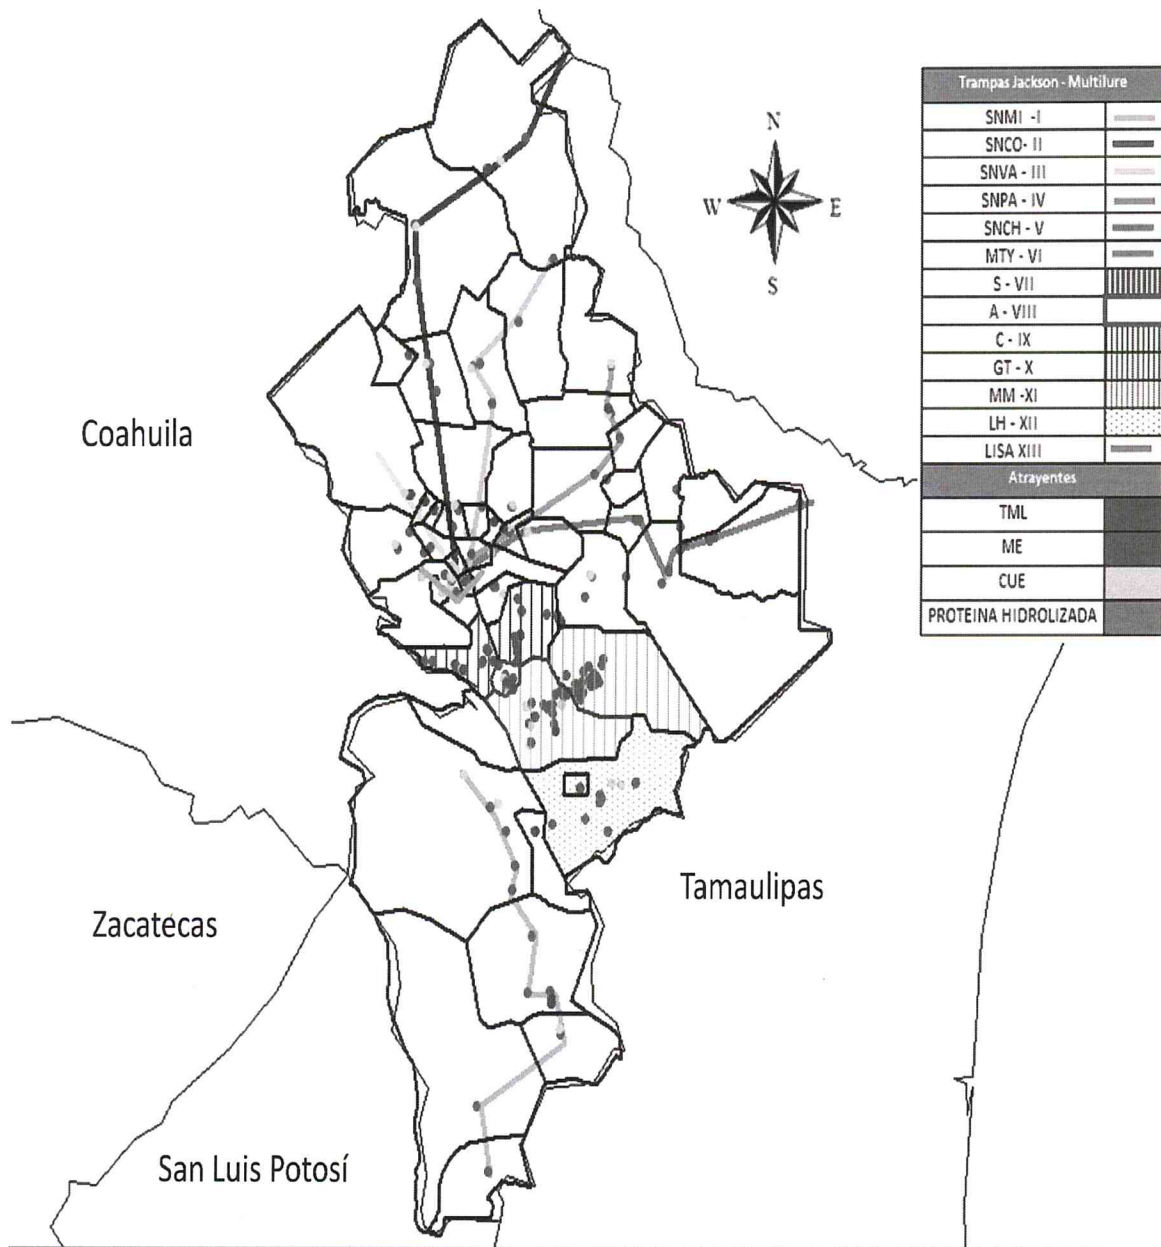 Trampas Jackson - Multilure
SNMI -I
SNCO- II
SNVA - III
SNPA - IV
SNCH - V
MTY - VI
S - VII
A - VIII
C - IX
GT - X
MM -XI
LH - XII
LISA XIII
Atrayentes
TML
ME
CUE
PROTEINA HIDROLIZADA
N
W E
S
Coahuila
Tamaulipas
Zacatecas
San Luis Potosí